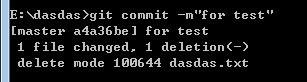 E:\dasdas>git commit -m"for test"
[master a4a36be] for test
 1 file changed, 1 deletion(-)
 delete mode 100644 dasdas.txt